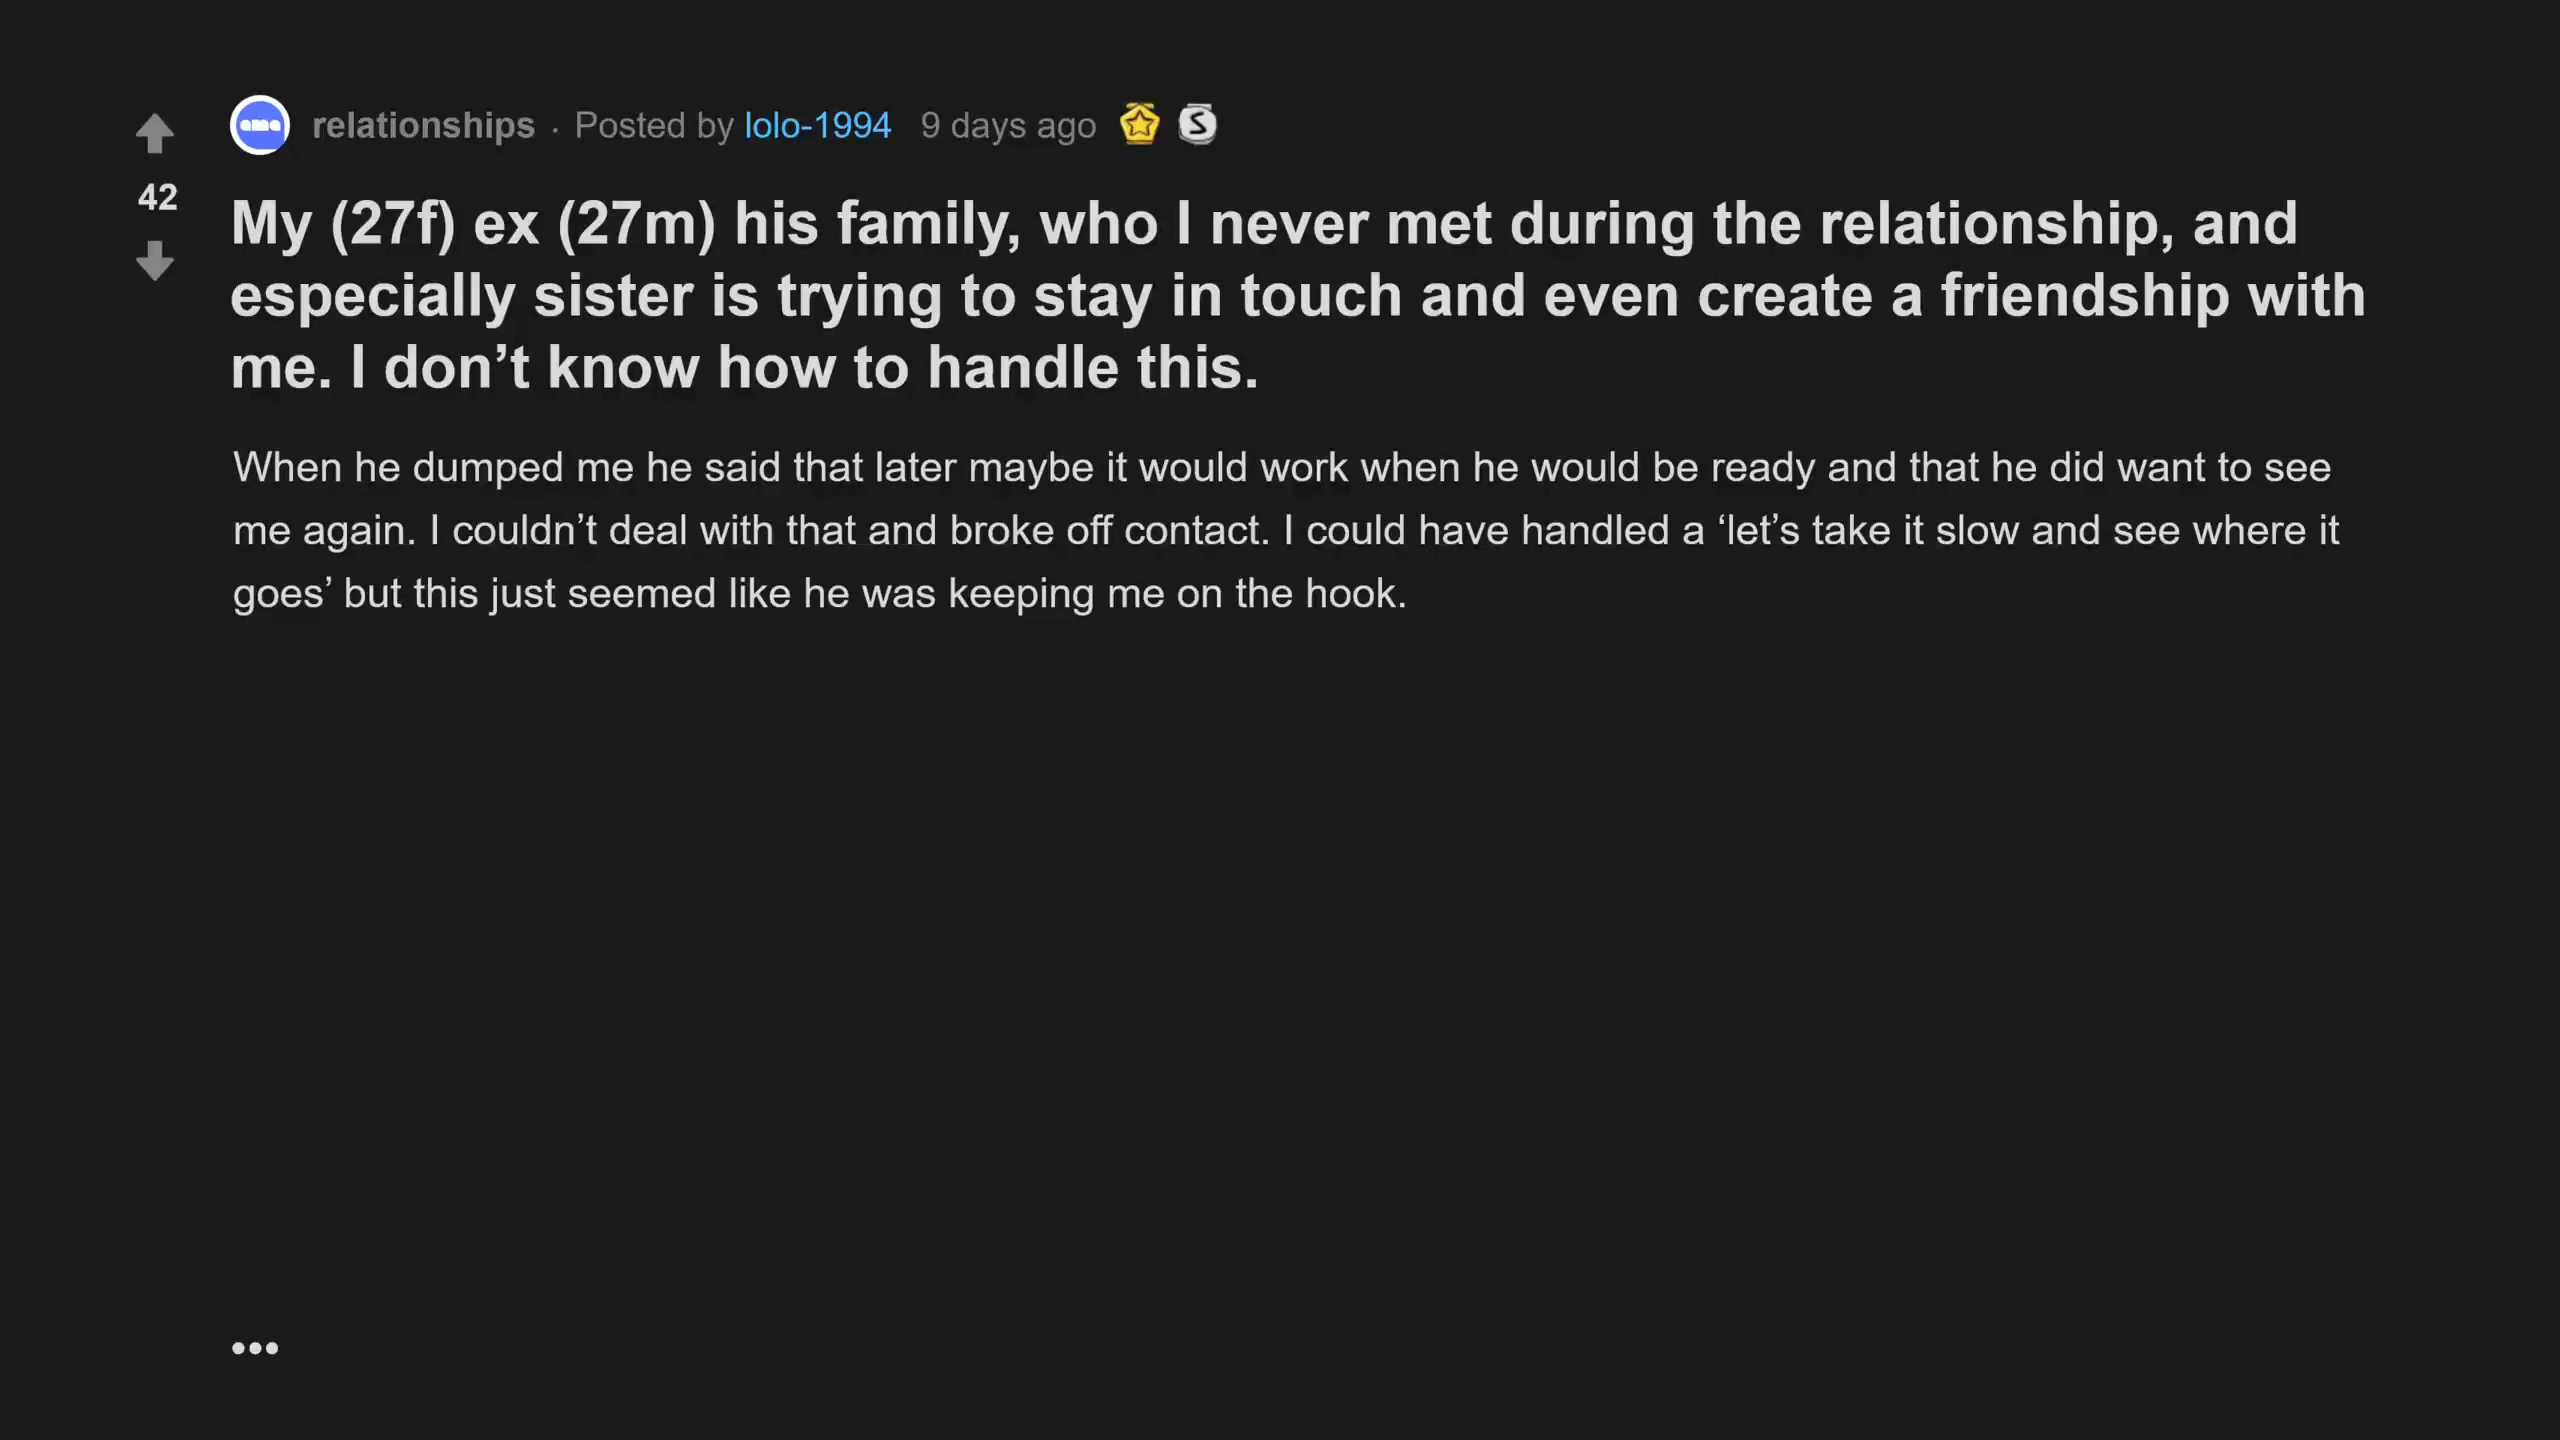 relationships · Posted by lolo-1994 9 days ago
42
My (27f) ex (27m) his family, who I never met during the relationship, and
especially sister is trying to stay in touch and even create a friendship with
me. I don’t know how to handle this.
When he dumped me he said that later maybe it would work when he would be ready and that he did want to see
me again. I couldn’t deal with that and broke off contact. I could have handled a ‘let’s take it slow and see where it
goes’ but this just seemed like he was keeping me on the hook.